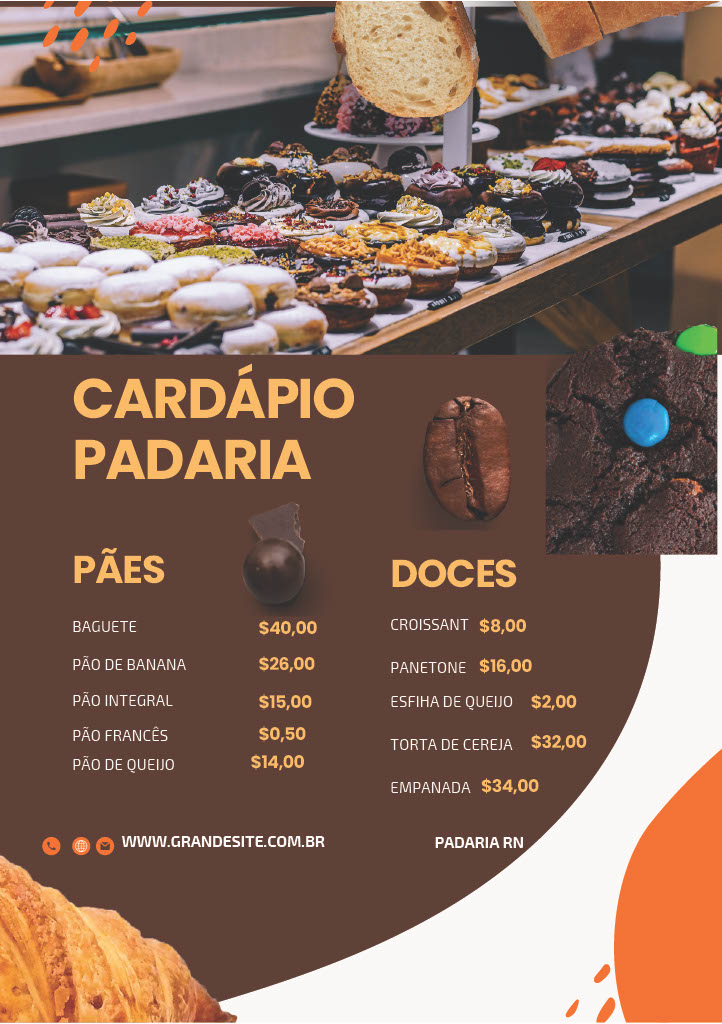 CARDÁPIO
PADARIA
PÃES
BAGUETE $40,00
PÃO DE BANANA $26,00
PÃO INTEGRAL $15,00
PÃO FRANCÊS $0,50
PÃO DE QUEIJO $14,00
DOCES
CROISSANT $8,00
PANETONE $16,00
ESFIHA DE QUEIJO $2,00
TORTA DE CEREJA $32,00
EMPANADA $34,00
WWW.GRANDESITE.COM.BR
PADARIA RN